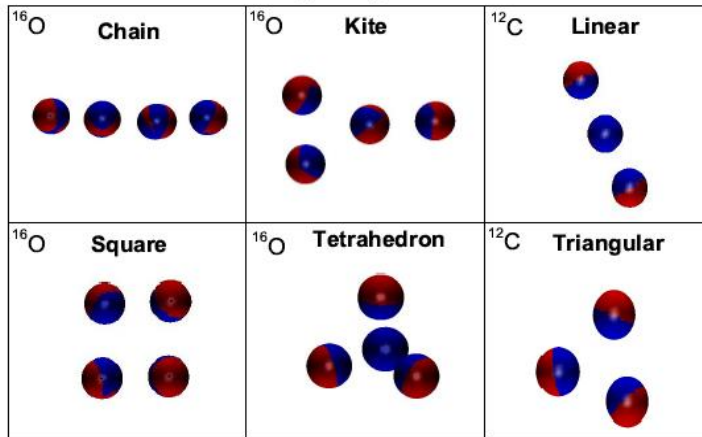 ¹⁶O Chain
¹⁶O Kite
¹²C Linear
¹⁶O Square
¹⁶O Tetrahedron
¹²C Triangular